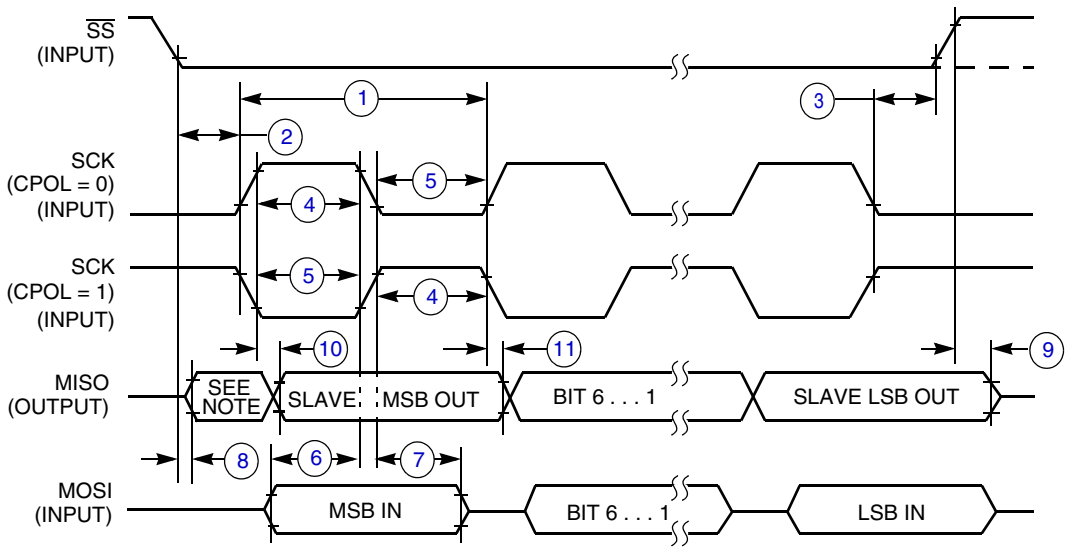 SS
(INPUT)
1
3
2
SCK
(CPOL = 0)
(INPUT)
5
4
SCK
(CPOL = 1)
(INPUT)
5
4
10
11
9
MISO
(OUTPUT)
SEE
NOTE
SLAVE
MSB OUT
BIT 6 . . . 1
SLAVE LSB OUT
8
6
7
MOSI
(INPUT)
MSB IN
BIT 6 . . . 1
LSB IN